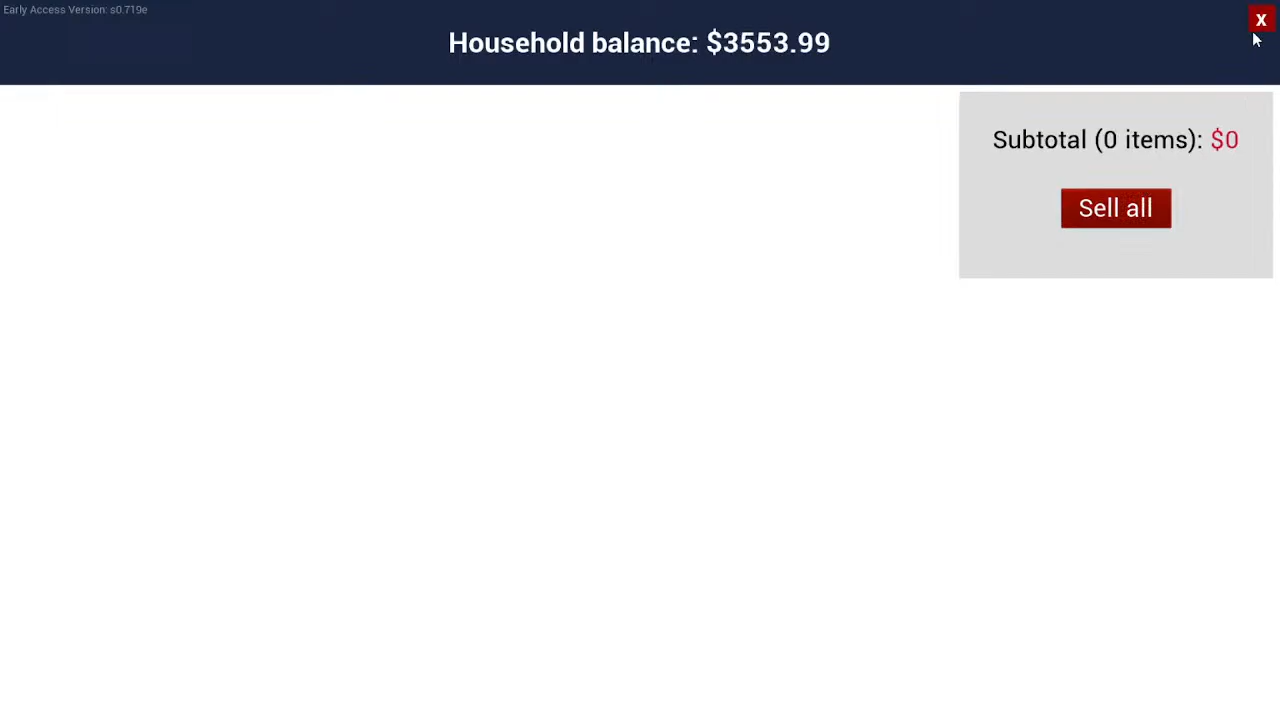 Early Access Version: s0.719e
X
Household balance: $3553.99
Subtotal (0 items): $0
Sell all